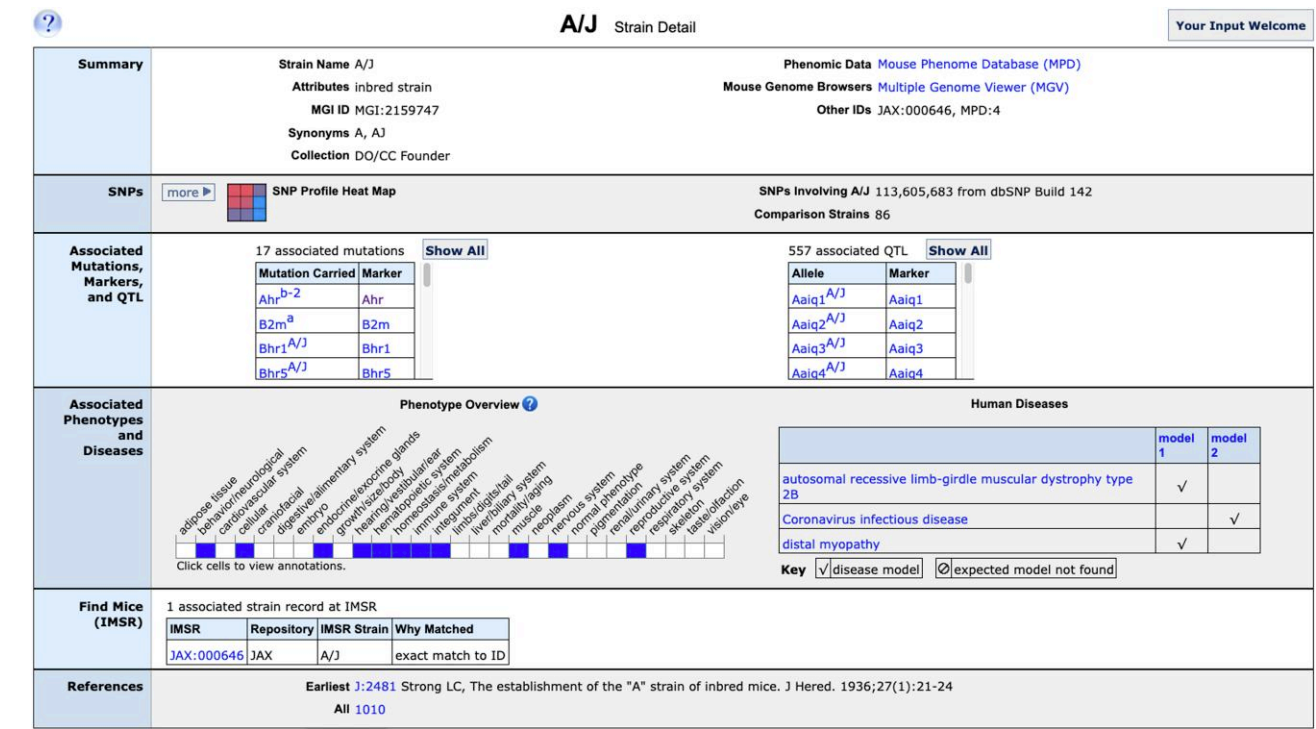 ?
A/J Strain Detail
Your Input Welcome
Summary
Strain Name A/J
Attributes inbred strain
MGI ID MGI:2159747
Synonyms A, AJ
Collection DO/CC Founder
Phenomic Data Mouse Phenome Database (MPD)
Mouse Genome Browsers Multiple Genome Viewer (MGV)
Other IDs JAX:000646, MPD:4
SNPs
more
SNP Profile Heat Map
SNPs Involving A/J 113,605,683 from dbSNP Build 142
Comparison Strains 86
Associated
Mutations,
Markers,
and QTL
17 associated mutations Show All
Mutation Carried Marker
Ahr^b-2 Ahr
B2m^a B2m
Bhr1^A/J Bhr1
Bhr5^A/J Bhr5
557 associated QTL Show All
Allele Marker
Aaiq1^A/J Aaiq1
Aaiq2^A/J Aaiq2
Aaiq3^A/J Aaiq3
Aaiq4^A/J Aaiq4
Associated
Phenotypes
and
Diseases
Phenotype Overview ?
adipose tissue
behavior/neurological
cardiovascular system
cellular
craniofacial
digestive/alimentary system
embryo
endocrine/exocrine glands
growth/size/body
hearing/vestibular/ear
hematopoietic system
homeostasis/metabolism
immune system
integument
limbs/digits/tail
liver/biliary system
mortality/aging
muscle
neoplasm
nervous system
normal phenotype
pigmentation
renal/urinary system
reproductive system
respiratory system
skeleton
taste/olfaction
vision/eye
Click cells to view annotations.
Human Diseases
model 1 model 2
autosomal recessive limb-girdle muscular dystrophy type
2B √
Coronavirus infectious disease √
distal myopathy √
Key √ disease model ⊘ expected model not found
Find Mice
(IMSR)
1 associated strain record at IMSR
IMSR Repository IMSR Strain Why Matched
JAX:000646 JAX A/J exact match to ID
References
Earliest J:2481 Strong LC, The establishment of the "A" strain of inbred mice. J Hered. 1936;27(1):21-24
All 1010